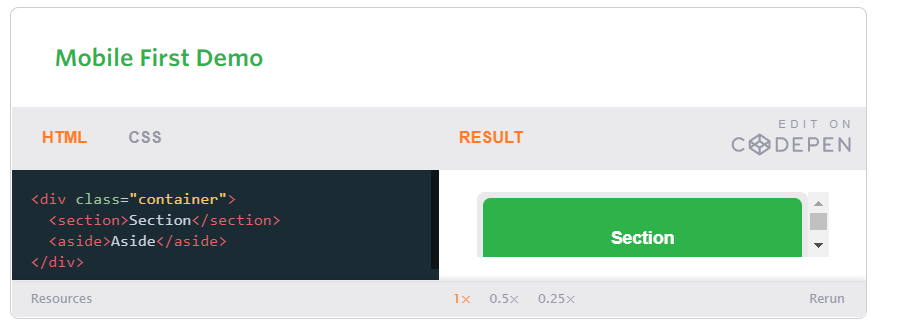 Mobile First Demo
HTML CSS RESULT EDIT ON
CODEPEN
<div class="container">
  <section>Section</section>
  <aside>Aside</aside>
</div>
Section
Resources 1× 0.5× 0.25× Rerun